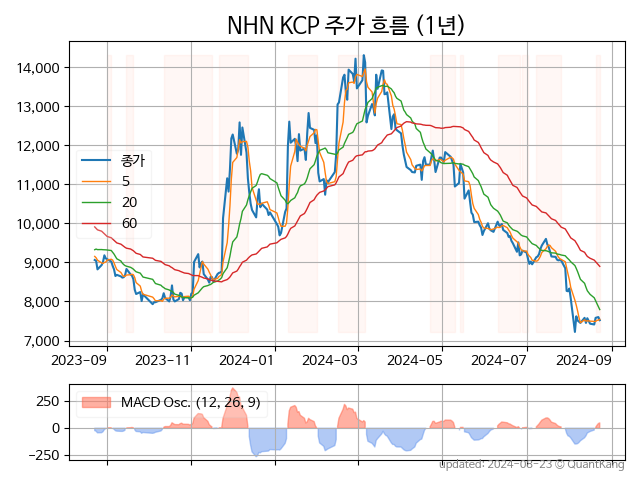 NHN KCP 주가 흐름 (1년)
14,000
13,000
12,000
11,000
10,000
9,000
8,000
7,000
종가
5
20
60
2023-09 2023-11 2024-01 2024-03 2024-05 2024-07 2024-09
250
0
-250
MACD Osc. (12, 26, 9)
updated: 2024-08-23 © QuantKang